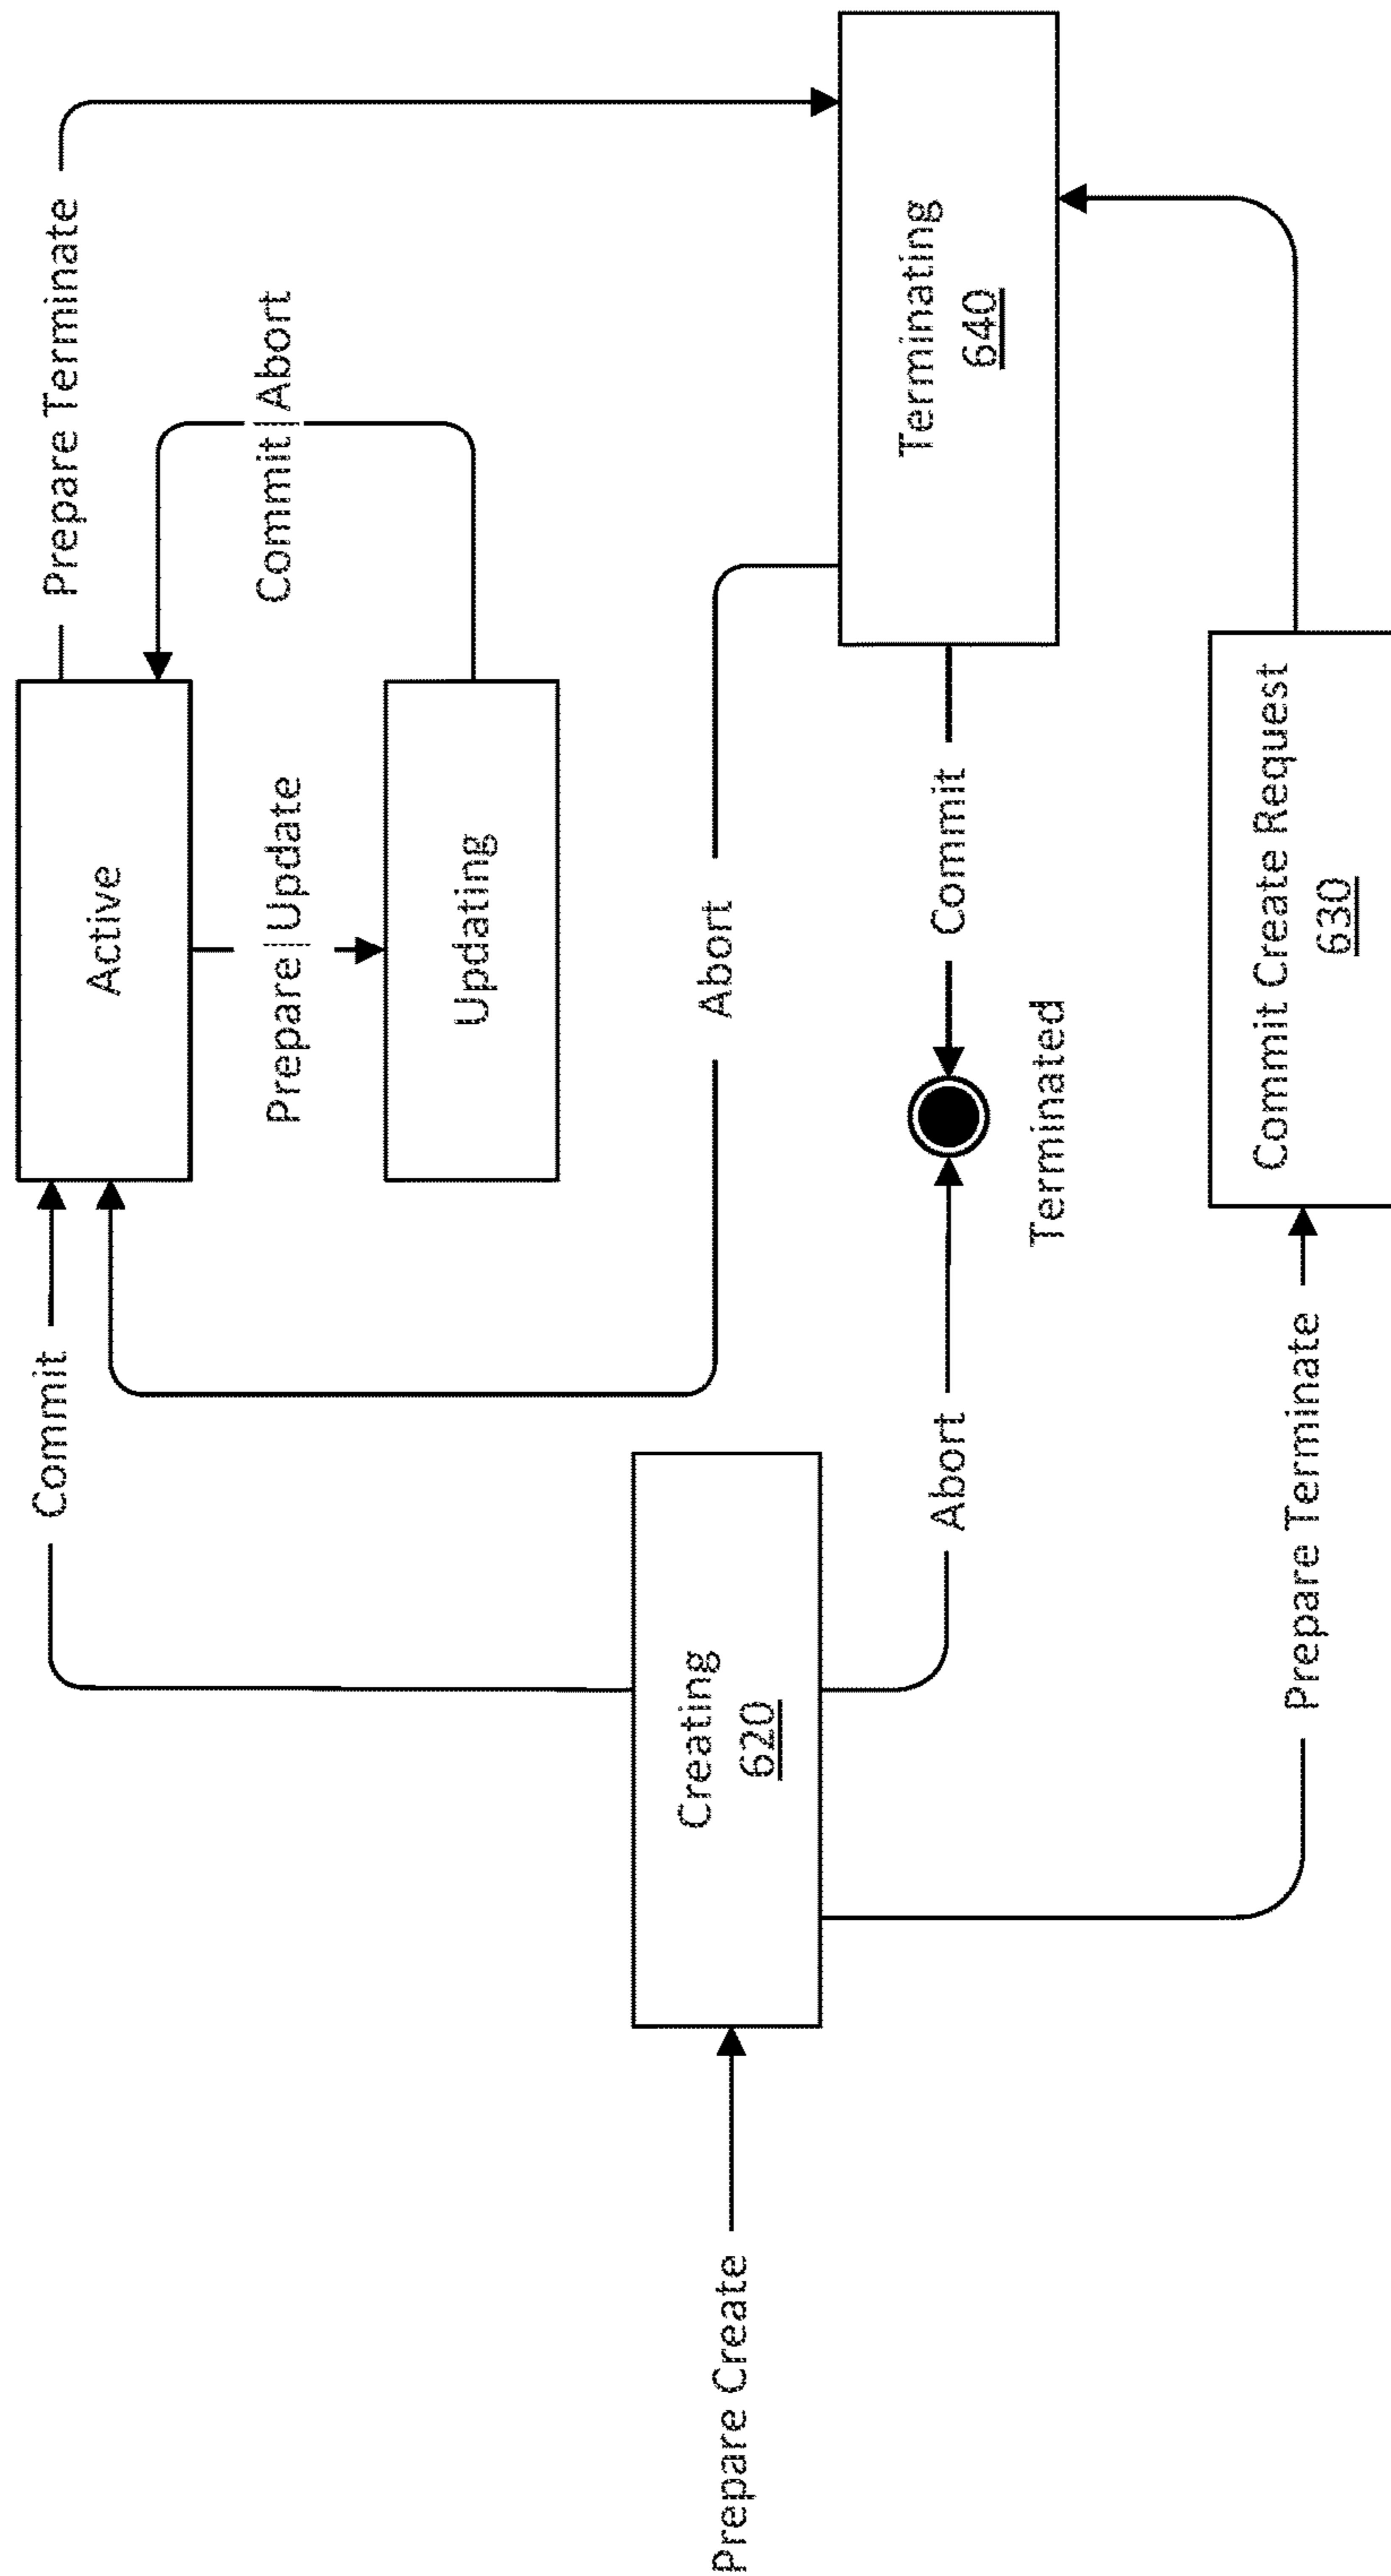 Prepare Create
Creating
620
Commit
Abort
Prepare Terminate
Active
Prepare Update
Updating
Commit Abort
Prepare Terminate
Abort
Terminating
640
Commit
Terminated
Commit Create Request
630